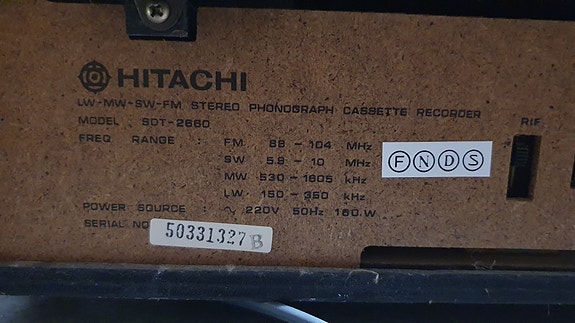 HITACHI
LW-MW-SW-FM STEREO PHONOGRAPH CASSETTE RECORDER
MODEL : SDT-2660
FREQ RANGE : FM 88 - 104 MHz
SW 5.9 - 10 MHz
MW 530 - 1605 kHz
LW 150 - 350 kHz
F N D S
RIF
POWER SOURCE : ~ 220V 50Hz 160 W
SERIAL NO 50331327 B